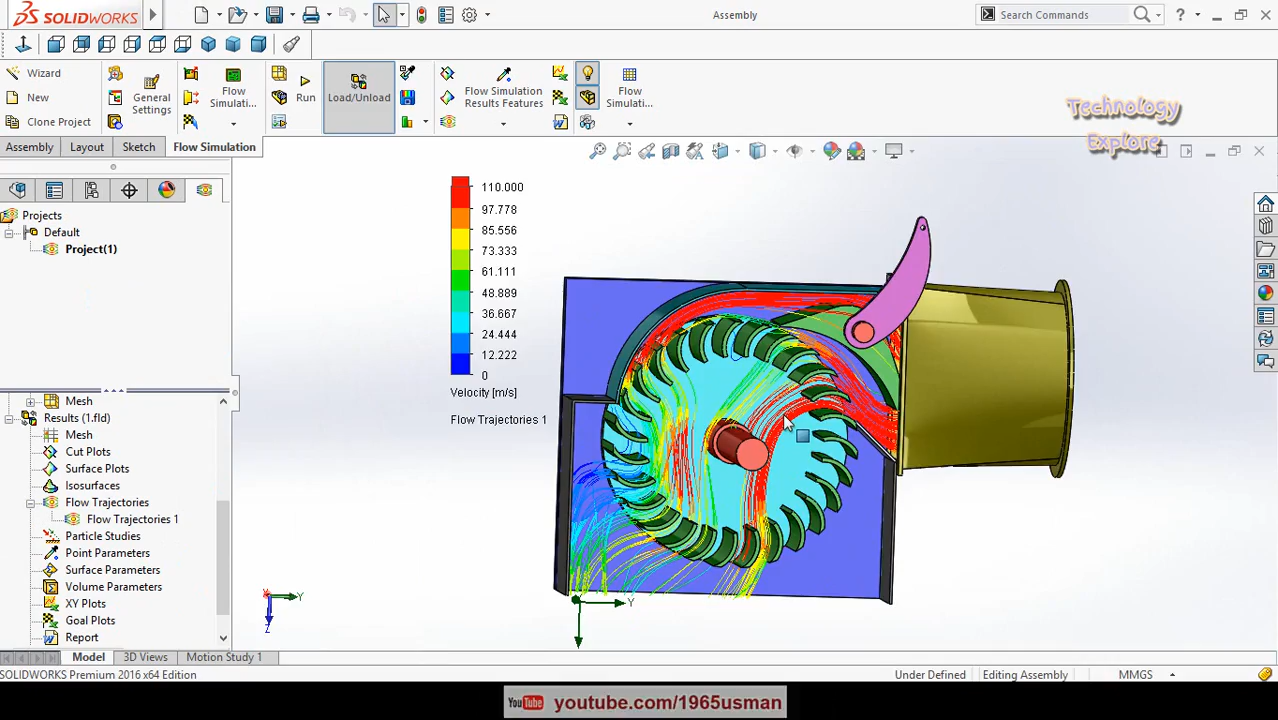 SOLIDWORKS
Assembly
Search Commands
Wizard
New
Clone Project
General Settings
Flow Simulati...
Run
Load/Unload
Flow Simulation Results Features
Flow Simulati...
Technology
Explore
Assembly
Layout
Sketch
Flow Simulation
Projects
Default
Project(1)
110.000
97.778
85.556
73.333
61.111
48.889
36.667
24.444
12.222
0
Velocity [m/s]
Flow Trajectories 1
Mesh
Results (1.fld)
Mesh
Cut Plots
Surface Plots
Isosurfaces
Flow Trajectories
Flow Trajectories 1
Particle Studies
Point Parameters
Surface Parameters
Volume Parameters
XY Plots
Goal Plots
Report
Y
Z
Y
Model
3D Views
Motion Study 1
SOLIDWORKS Premium 2016 x64 Edition
Under Defined
Editing Assembly
MMGS
You Tube youtube.com/1965usman